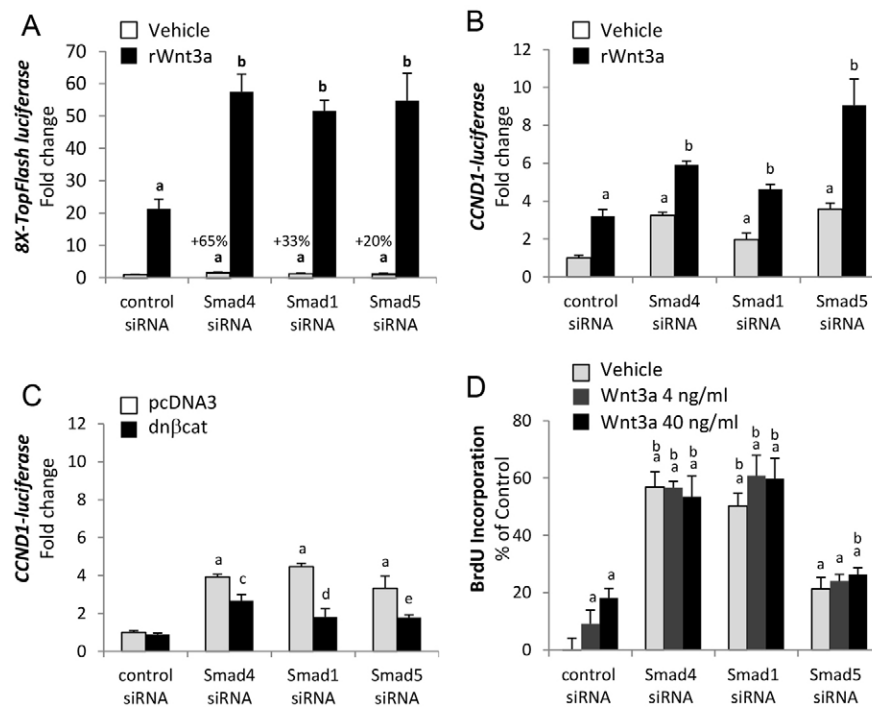 A
Vehicle
rWnt3a
8X-TopFlash luciferase
Fold change
70
60
50
40
30
20
10
0
a
+65%
a
b
+33%
a
b
+20%
a
b
control
siRNA
Smad4
siRNA
Smad1
siRNA
Smad5
siRNA
B
Vehicle
rWnt3a
CCND1-luciferase
Fold change
12
10
8
6
4
2
0
a
a
b
a
b
a
b
control
siRNA
Smad4
siRNA
Smad1
siRNA
Smad5
siRNA
C
pcDNA3
dnβcat
CCND1-luciferase
Fold change
12
10
8
6
4
2
0
a
c
a
d
a
e
control
siRNA
Smad4
siRNA
Smad1
siRNA
Smad5
siRNA
D
Vehicle
Wnt3a 4 ng/ml
Wnt3a 40 ng/ml
BrdU Incorporation
% of Control
80
60
40
20
0
a
a
b
a
b
a
b
a
b
a
b
a
b
a
a
a
b
a
control
siRNA
Smad4
siRNA
Smad1
siRNA
Smad5
siRNA